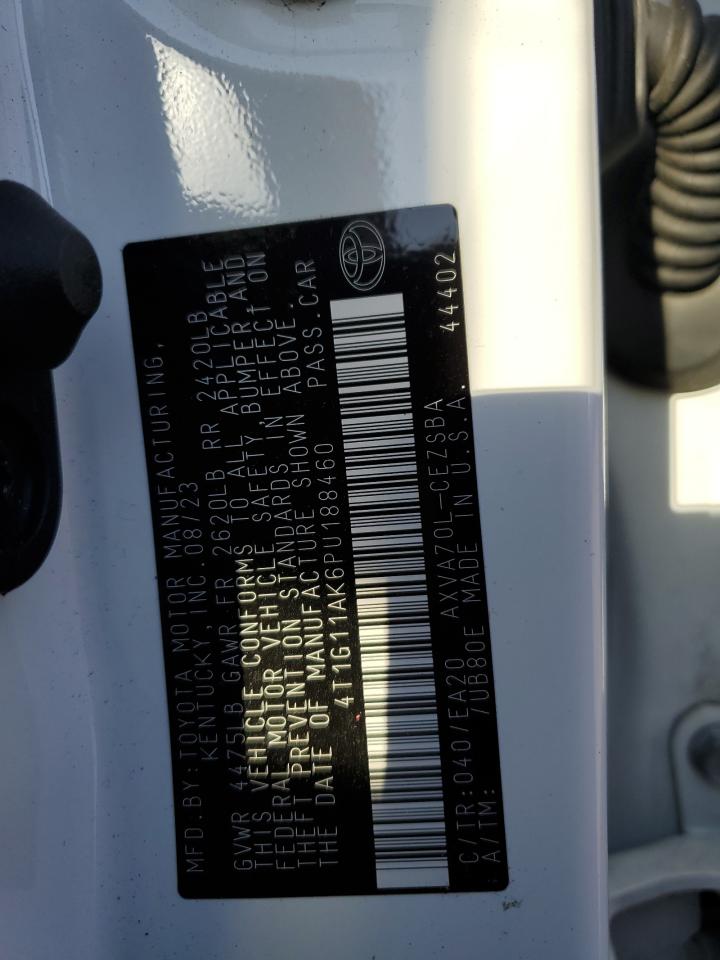 MFD.BY:TOYOTA MOTOR MANUFACTURING,
KENTUCKY, INC.08/23
GVWR 4475LB GAWR FR 2620LB RR 2420LB
THIS VEHICLE CONFORMS TO ALL APPLICABLE
FEDERAL MOTOR VEHICLE SAFETY, BUMPER, AND
THEFT PREVENTION STANDARDS IN EFFECT ON
THE DATE OF MANUFACTURE SHOWN ABOVE.
4T1G11AK6PU188460 PASS.CAR
C/TR:040/EA20 AXVA70L-CEZSBA 44402
A/TM: /UB80E MADE IN U.S.A.